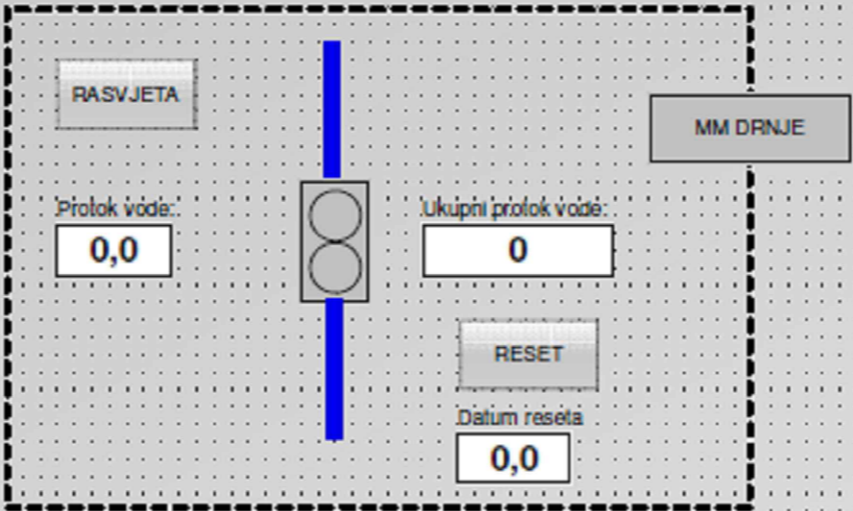 RASVJETA
MM DRNJE
Protok vode:
0,0
Ukupni protok vode:
0
RESET
Datum reseta
0,0